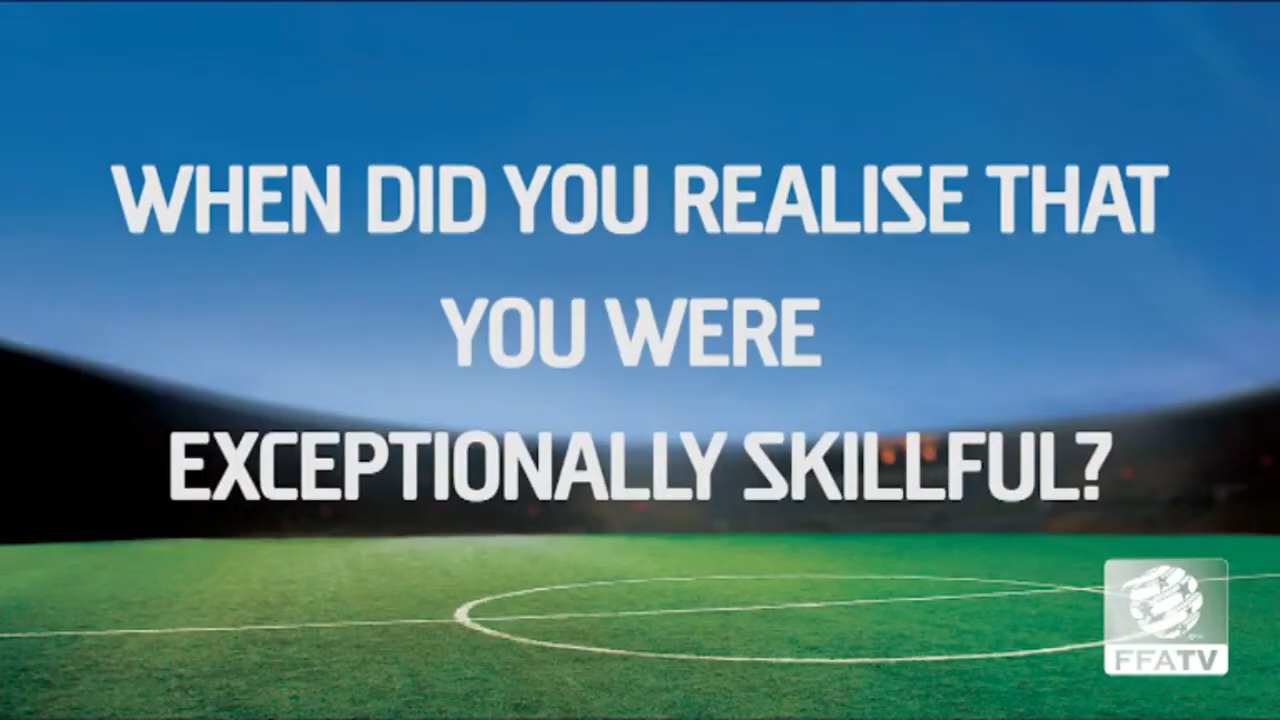 WHEN DID YOU REALISE THAT
YOU WERE
EXCEPTIONALLY SKILLFUL?
FFATV